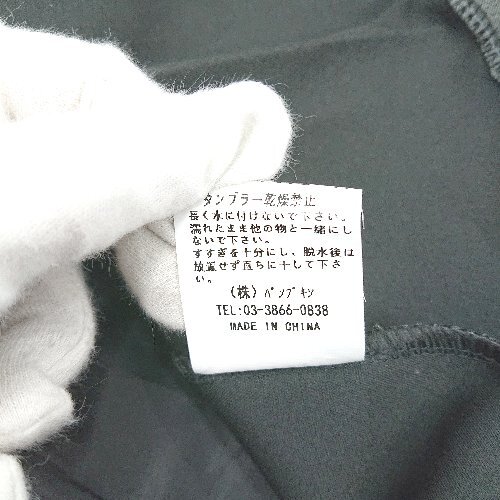 タンブラー乾燥禁止
長く水に付けないで下さい。
濡れたまま他の物と一緒にし
ないで下さい。
すすぎを十分にし、脱水後は
放置せず直ちに干して下さ
い。
(株) パンプキン
TEL:03-3866-0838
MADE IN CHINA